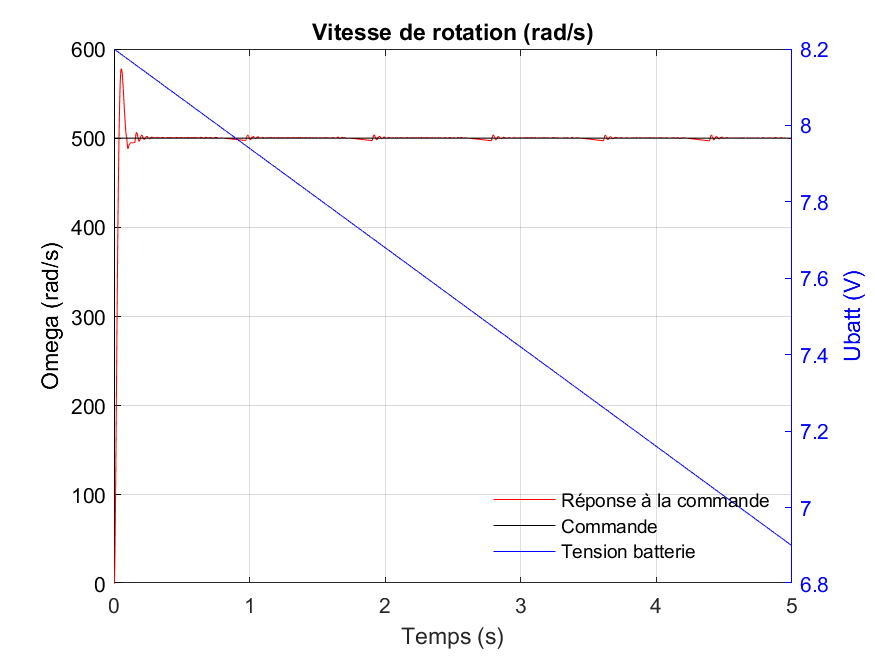 Vitesse de rotation (rad/s)
600
500
400
300
200
100
0
Omega (rad/s)
8.2
8
7.8
7.6
7.4
7.2
7
6.8
Ubatt (V)
Réponse à la commande
Commande
Tension batterie
0 1 2 3 4 5
Temps (s)